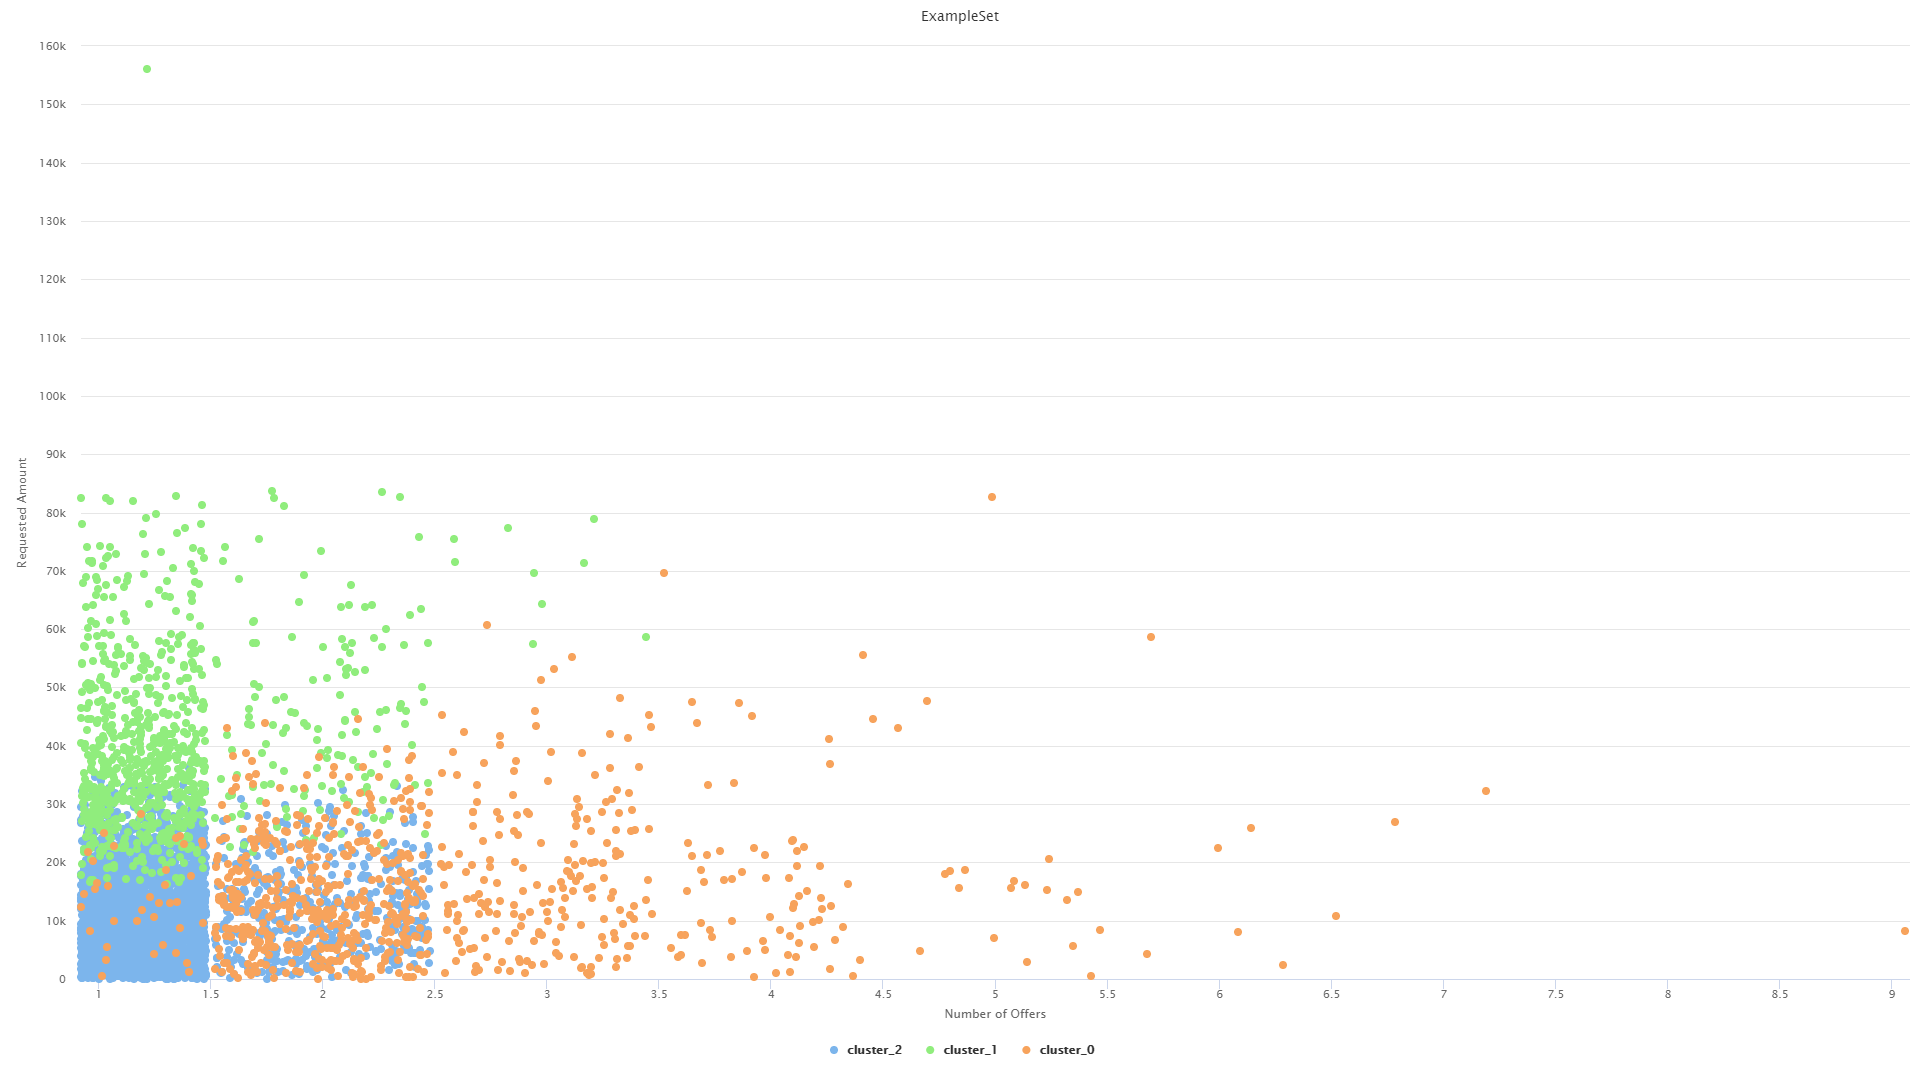 ExampleSet
160k
150k
140k
130k
120k
110k
100k
90k
80k
70k
60k
50k
40k
30k
20k
10k
0
Requested Amount
1 1.5 2 2.5 3 3.5 4 4.5 5 5.5 6 6.5 7 7.5 8 8.5 9
Number of Offers
cluster_2 cluster_1 cluster_0